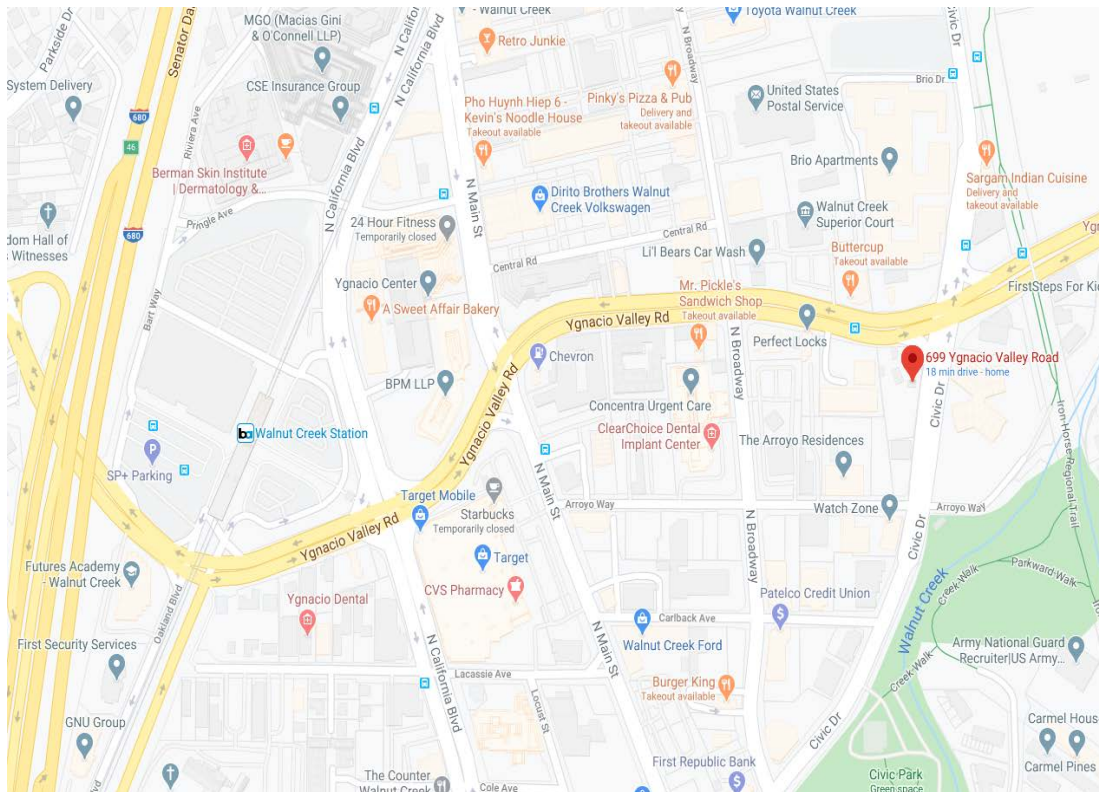 Parkside Dr
Senator Da
MGO (Macias Gini
& O'Connell LLP)
N Californi
N California Blvd
- Walnut Creek
Retro Junkie
Toyota Walnut Creek
Civic Dr
System Delivery
680
46
Riviera Ave
CSE Insurance Group
Pho Huynh Hiep 6 -
Kevin's Noodle House
Takeout available
Pinky's Pizza & Pub
Delivery and
takeout available
N Broadway
United States
Postal Service
Brio Dr
Berman Skin Institute
| Dermatology &...
Brio Apartments
Sargam Indian Cuisine
Delivery and
takeout available
N California Blvd
N Main St
Dirito Brothers Walnut
Creek Volkswagen
Walnut Creek
Superior Court
Pringle Ave
24 Hour Fitness
Temporarily closed
Central Rd
dom Hall of
s Witnesses
680
Li'l Bears Car Wash
Buttercup
Takeout available
Yg
Central Rd
Ygnacio Center
Mr. Pickle's
Sandwich Shop
Takeout available
FirstSteps For Kid
Bart Way
A Sweet Affair Bakery
Ygnacio Valley Rd
N Broadway
Perfect Locks
Chevron
699 Ygnacio Valley Road
18 min drive - home
BPM LLP
Ygnacio Valley Rd
Concentra Urgent Care
Civic Dr
Iron Horse Regional Trail
Walnut Creek Station
ClearChoice Dental
Implant Center
The Arroyo Residences
SP+ Parking
Target Mobile
Starbucks
Temporarily closed
N Main St
Arroyo Way
Watch Zone
Arroyo Way
Ygnacio Valley Rd
Civic Dr
Target
N Broadway
Futures Academy
- Walnut Creek
CVS Pharmacy
Creek-Walk
Parkward-Walk
Oakland Blvd
Ygnacio Dental
Patelco Credit Union
Walnut Creek
Carlback Ave
First Security Services
N California Blvd
N Main St
Walnut Creek Ford
Army National Guard
Recruiter|US Army...
Lacassie Ave
Burger King
Takeout available
Creek-Walk
Locust St
GNU Group
Civic Dr
Carmel House
First Republic Bank
Carmel Pines
The Counter
Walnut Creek
Cole Ave
Civic Park
Green space